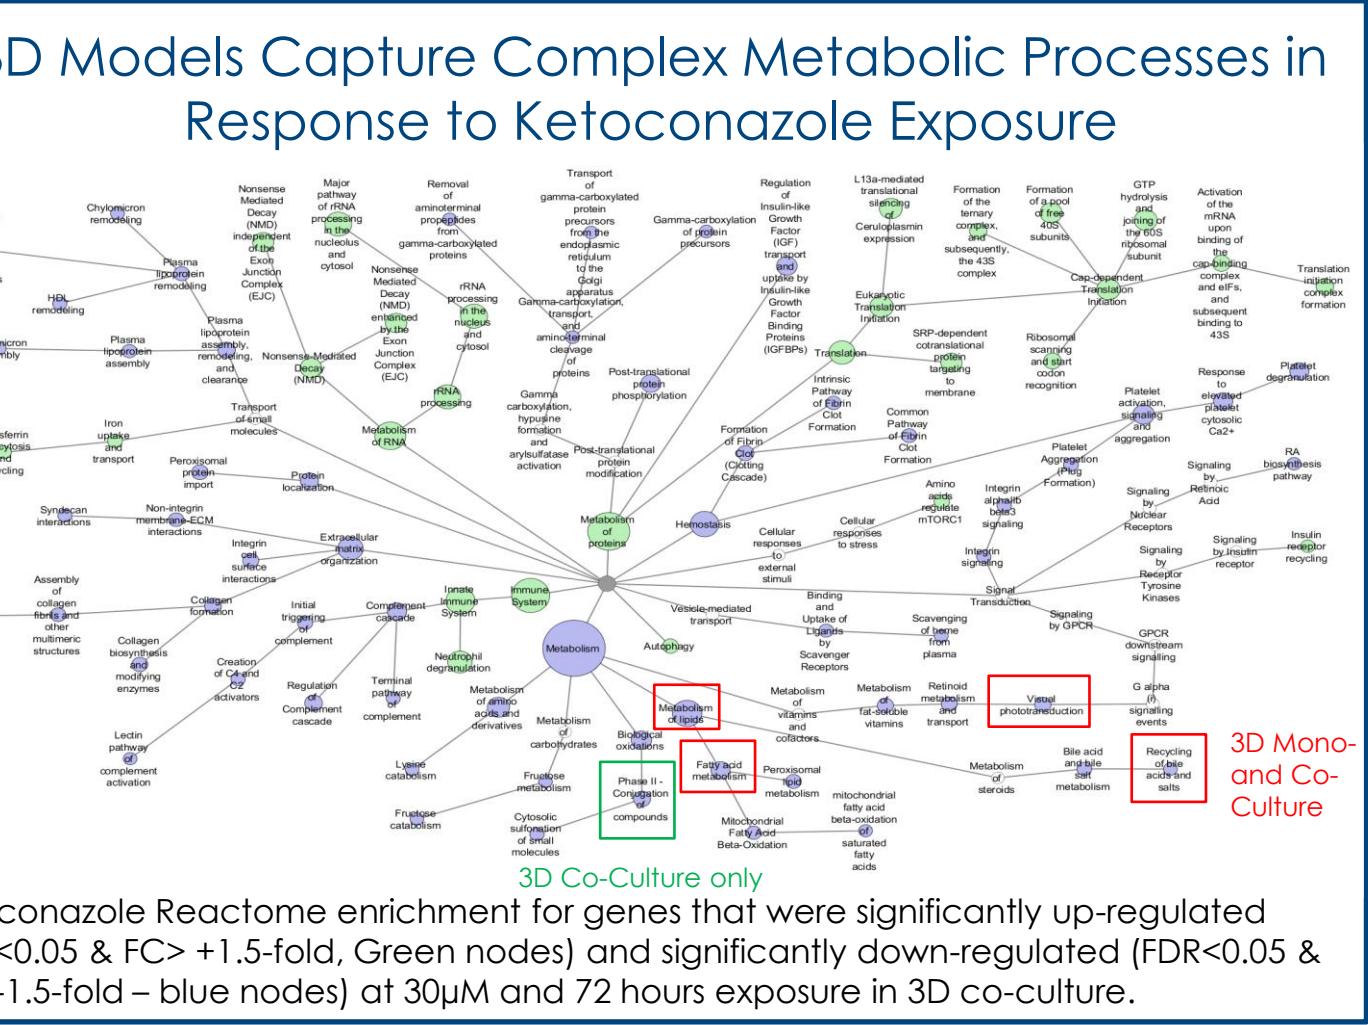 3D Models Capture Complex Metabolic Processes in
Response to Ketoconazole Exposure
Chylomicron
remodeling
Nonsense
Mediated
Decay
(NMD)
independent
of the
Exon
Junction
Complex
(EJC)
Major
pathway
of rRNA
processing
in the
nucleolus
and
cytosol
Removal
of
aminoterminal
propeptides
from
gamma-carboxylated
proteins
Transport
of
gamma-carboxylated
protein
precursors
from the
endoplasmic
reticulum
to the
Golgi
apparatus
Gamma-carboxylation
of protein
precursors
Regulation
of
Insulin-like
Growth
Factor
(IGF)
transport
and
uptake by
Insulin-like
Growth
Factor
Binding
Proteins
(IGFBPs)
L13a-mediated
translational
silencing
of
Ceruloplasmin
expression
Formation
of the
ternary
complex,
and
subsequently,
the 43S
complex
Formation
of a pool
of free
40S
subunits
GTP
hydrolysis
and
joining of
the 60S
ribosomal
subunit
Activation
of the
mRNA
upon
binding of
the
cap-binding
complex
and eIFs,
and
subsequent
binding to
43S
Translation
initiation
complex
formation
Plasma
lipoprotein
remodeling
HDL
remodeling
Nonsense
Mediated
Decay
(NMD)
enhanced
by the
Exon
Junction
Complex
(EJC)
rRNA
processing
in the
nucleus
and
cytosol
Gamma-carboxylation,
transport,
and
amino-terminal
cleavage
of
proteins
Eukaryotic
Translation
Initiation
Cap-dependent
Translation
Initiation
Plasma
lipoprotein
assembly
Plasma
lipoprotein
assembly,
remodeling,
and
clearance
Nonsense-Mediated
Decay
(NMD)
Translation
SRP-dependent
cotranslational
protein
targeting
to
membrane
Ribosomal
scanning
and start
codon
recognition
Transport
of small
molecules
rRNA
processing
Metabolism
of RNA
Gamma
carboxylation,
hypusine
formation
and
arylsulfatase
activation
Post-translational
protein
phosphorylation
Post-translational
protein
modification
Intrinsic
Pathway
of Fibrin
Clot
Formation
Formation
of Fibrin
Clot
(Clotting
Cascade)
Common
Pathway
of Fibrin
Clot
Formation
Platelet
activation,
signaling
and
aggregation
Response
to
elevated
platelet
cytosolic
Ca2+
Platelet
degranulation
Iron
uptake
and
transport
Peroxisomal
protein
import
Protein
localization
Platelet
Aggregation
(Plug
Formation)
Integrin
alphaIIb
beta3
signaling
Signaling
by
Retinoic
Acid
RA
biosynthesis
pathway
Syndecan
interactions
Non-integrin
membrane-ECM
interactions
Integrin
cell
surface
interactions
Extracellular
matrix
organization
Metabolism
of
proteins
Hemostasis
Cellular
responses
to
external
stimuli
Cellular
responses
to stress
Amino
acids
regulate
mTORC1
Integrin
signaling
Signaling
by
Nuclear
Receptors
Signaling
by
Receptor
Tyrosine
Kinases
Signaling
by Insulin
receptor
Insulin
receptor
recycling
Assembly
of
collagen
fibrils and
other
multimeric
structures
Collagen
formation
Collagen
biosynthesis
and
modifying
enzymes
Initial
triggering
of
complement
Complement
cascade
Innate
Immune
System
Immune
System
Signal
Transduction
Vesicle-mediated
transport
Binding
and
Uptake of
Ligands
by
Scavenger
Receptors
Scavenging
of heme
from
plasma
Signaling
by GPCR
GPCR
downstream
signalling
G alpha
(i)
signalling
events
Metabolism
Autophagy
Neutrophil
degranulation
Creation
of C4 and
C2
activators
Regulation
of
Complement
cascade
Terminal
pathway
of
complement
Lectin
pathway
of
complement
activation
Metabolism
of amino
acids and
derivatives
Lysine
catabolism
Metabolism
of
carbohydrates
Fructose
metabolism
Fructose
catabolism
Biological
oxidations
Phase II -
Conjugation
of
compounds
Cytosolic
sulfonation
of small
molecules
Metabolism
of lipids
Fatty acid
metabolism
Peroxisomal
lipid
metabolism
Mitochondrial
Fatty Acid
Beta-Oxidation
mitochondrial
fatty acid
beta-oxidation
of
saturated
fatty
acids
Metabolism
of
vitamins
and
cofactors
Metabolism
of
fat-soluble
vitamins
Retinoid
metabolism
and
transport
Visual
phototransduction
Metabolism
of
steroids
Bile acid
and bile
salt
metabolism
Recycling
of bile
acids and
salts
3D Mono-
and Co-
Culture
3D Co-Culture only
conazole Reactome enrichment for genes that were significantly up-regulated
<0.05 & FC> +1.5-fold, Green nodes) and significantly down-regulated (FDR<0.05 &
-1.5-fold – blue nodes) at 30µM and 72 hours exposure in 3D co-culture.